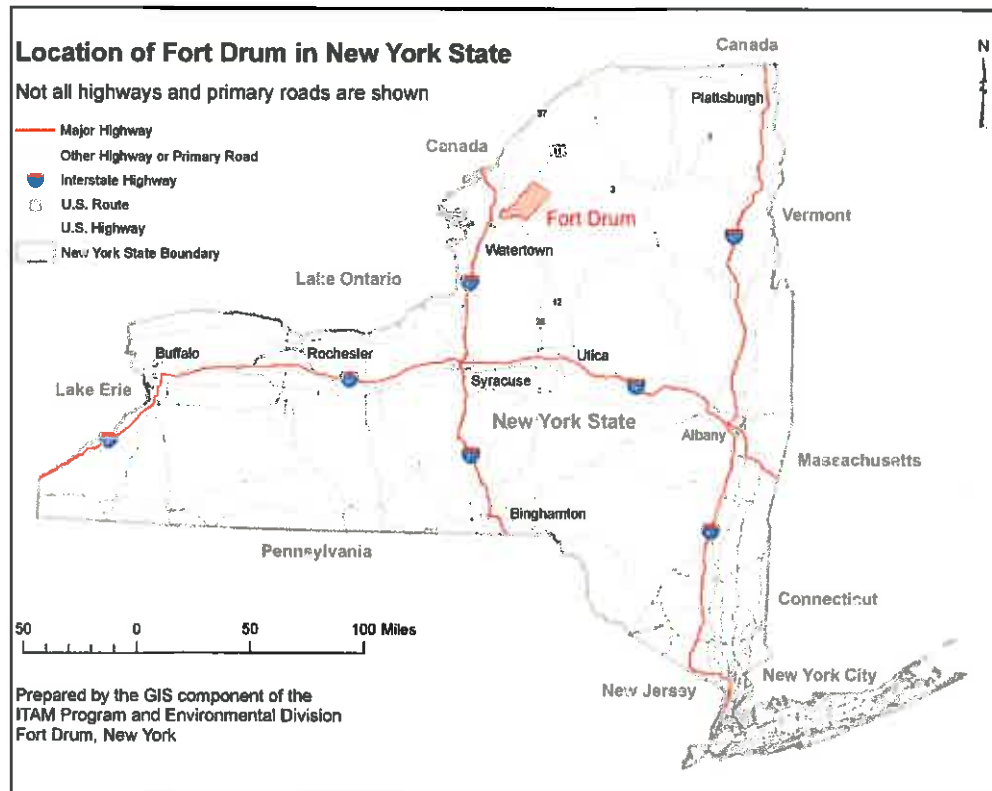 Location of Fort Drum in New York State
Not all highways and primary roads are shown
Major Highway
Other Highway or Primary Road
Interstate Highway
U.S. Route
U.S. Highway
New York State Boundary
Canada
N
Plattsburgh
37
Canada
11
3
Fort Drum
Vermont
Watertown
Lake Ontario
12
Buffalo
Rochester
Utica
Lake Erie
Syracuse
New York State
Albany
Massachusetts
Binghamton
Pennsylvania
Connecticut
50 0 50 100 Miles
New Jersey
New York City
Prepared by the GIS component of the
ITAM Program and Environmental Division
Fort Drum, New York